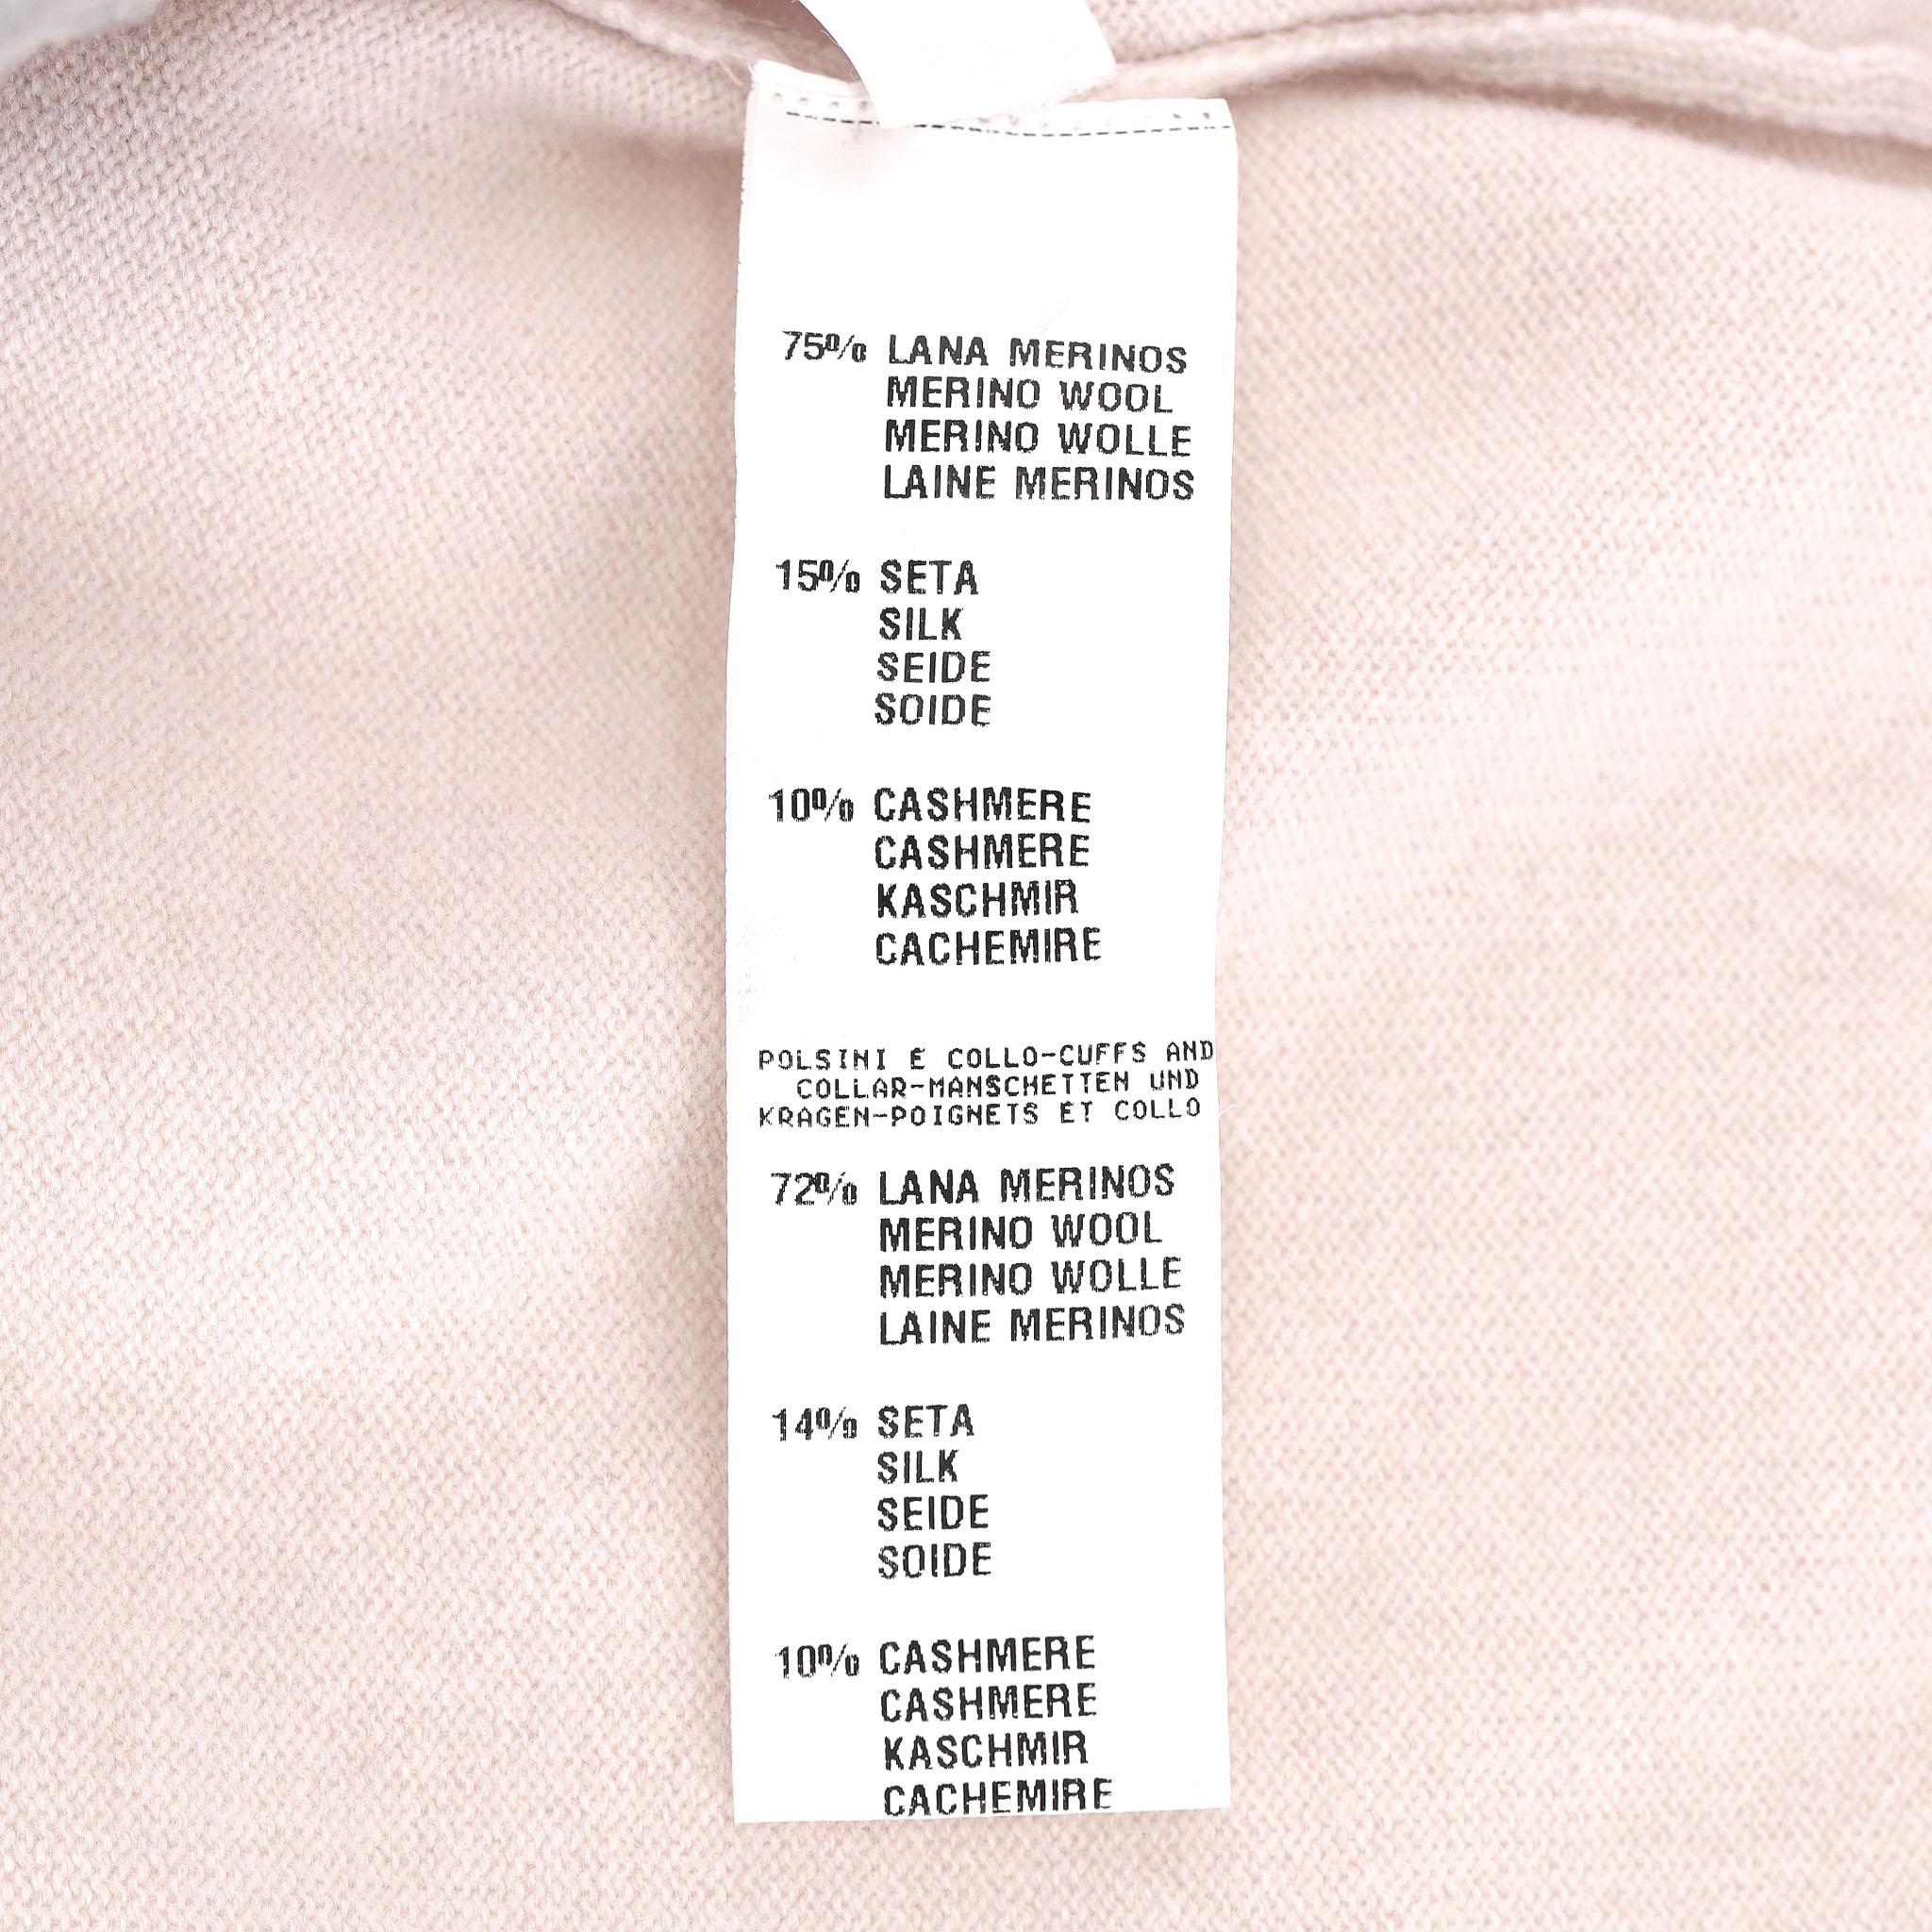 75% LANA MERINOS
MERINO WOOL
MERINO WOLLE
LAINE MERINOS
15% SETA
SILK
SEIDE
SOIDE
10% CASHMERE
CASHMERE
KASCHMIR
CACHEMIRE
POLSINI E COLLO-CUFFS AND
COLLAR-MANSCHETTEN UND
KRAGEN-POIGNETS ET COLLO
72% LANA MERINOS
MERINO WOOL
MERINO WOLLE
LAINE MERINOS
14% SETA
SILK
SEIDE
SOIDE
10% CASHMERE
CASHMERE
KASCHMIR
CACHEMIRE